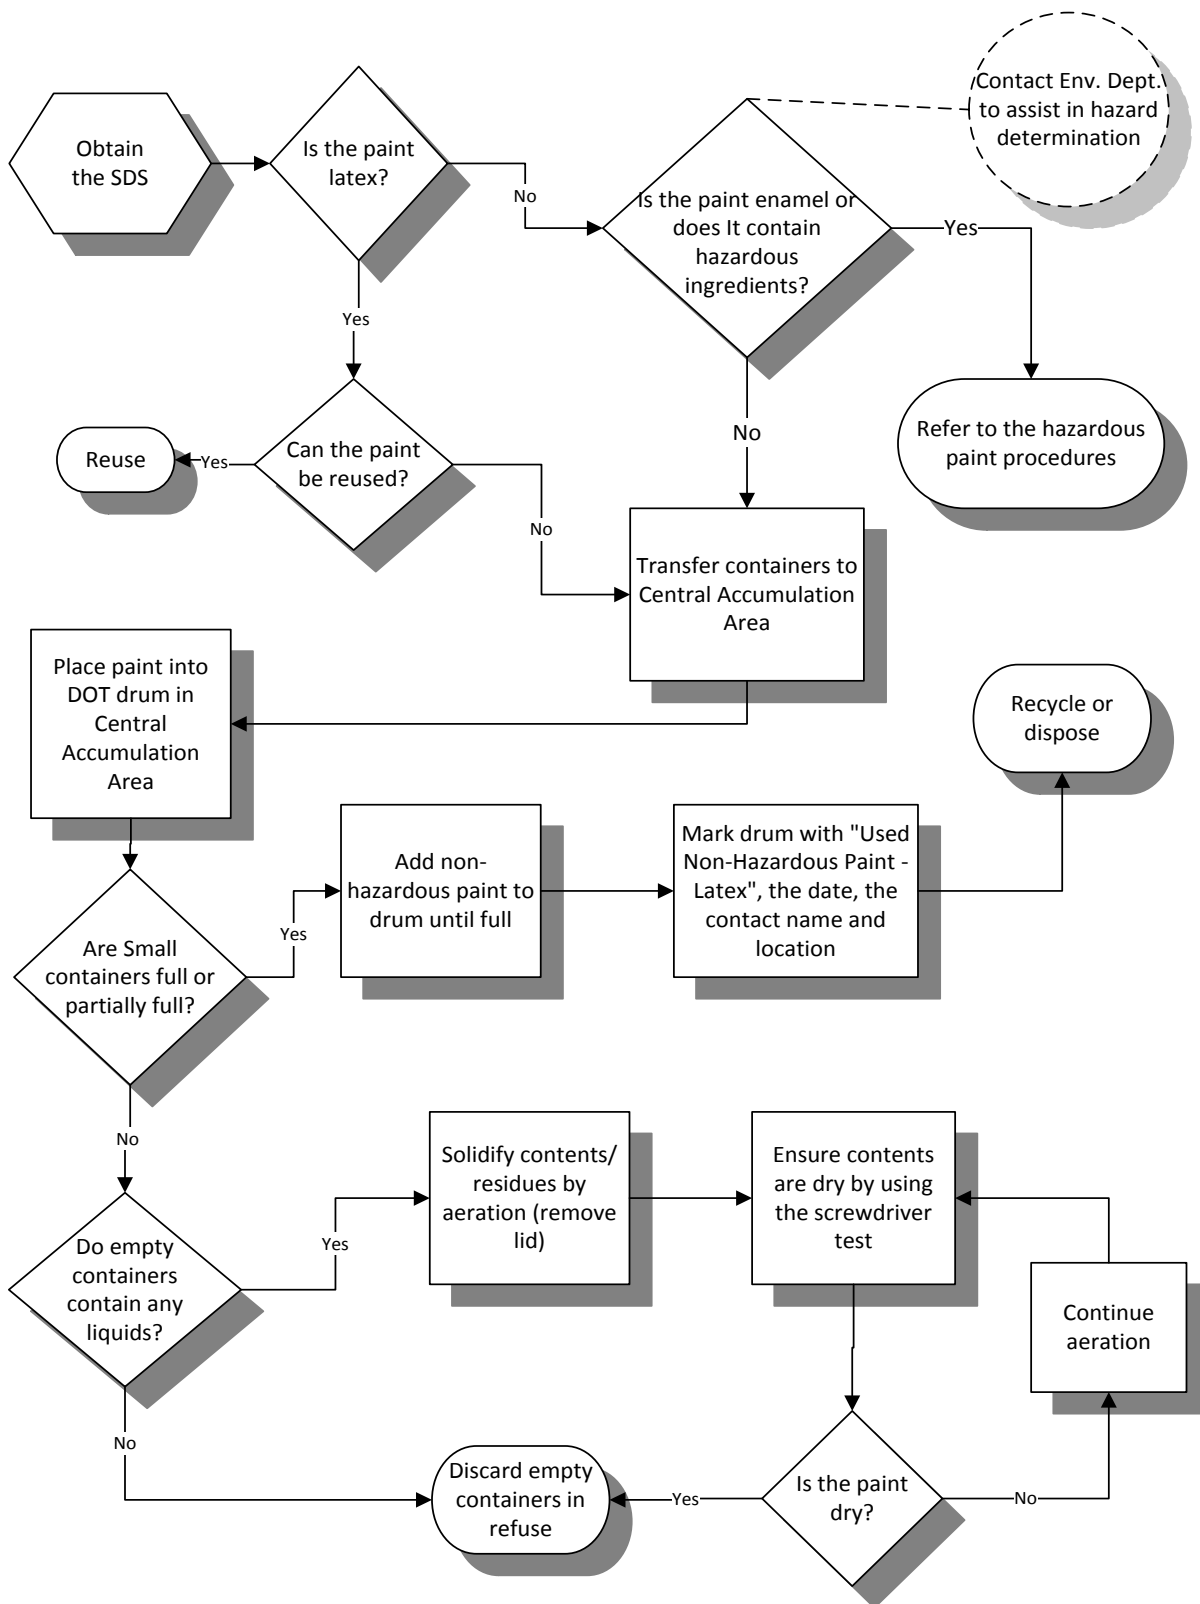 Obtain
the SDS
Is the paint
latex?
No
Contact Env. Dept.
to assist in hazard
determination
Is the paint enamel or
does It contain
hazardous
ingredients?
Yes
Yes
Refer to the hazardous
paint procedures
Reuse
Yes
Can the paint
be reused?
No
No
Transfer containers to
Central Accumulation
Area
Place paint into
DOT drum in
Central
Accumulation
Area
Recycle or
dispose
Are Small
containers full or
partially full?
Yes
Add non-
hazardous paint to
drum until full
Mark drum with "Used
Non-Hazardous Paint -
Latex", the date, the
contact name and
location
No
Do empty
containers
contain any
liquids?
Yes
Solidify contents/
residues by
aeration (remove
lid)
Ensure contents
are dry by using
the screwdriver
test
Continue
aeration
No
Discard empty
containers in
refuse
Yes
Is the paint
dry?
No